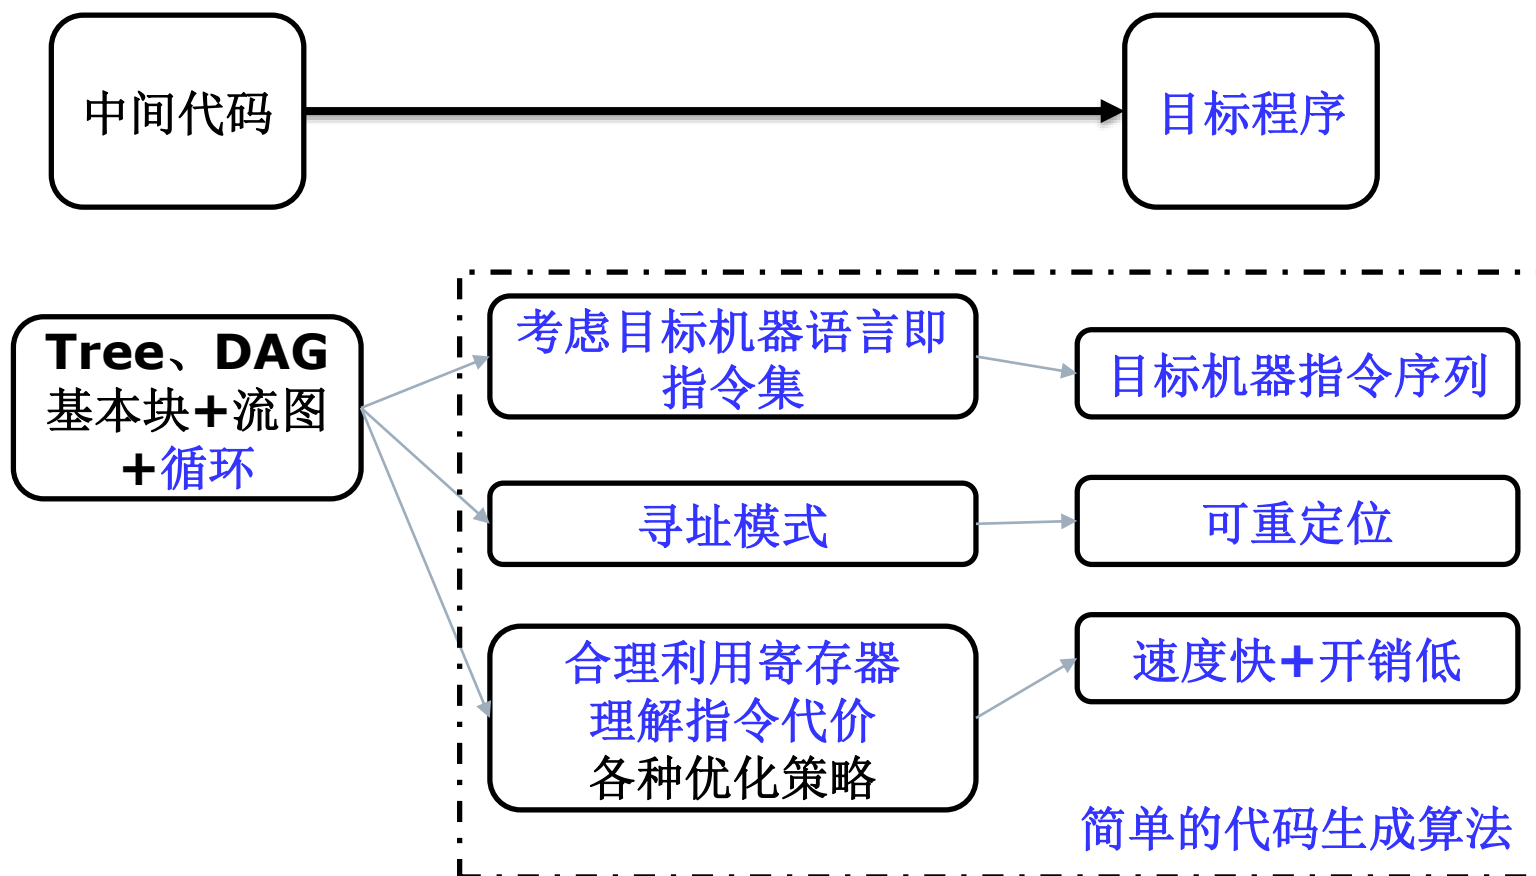 中间代码
目标程序
Tree、DAG
基本块+流图
+循环
考虑目标机器语言即
指令集
目标机器指令序列
寻址模式
可重定位
合理利用寄存器
理解指令代价
各种优化策略
速度快+开销低
简单的代码生成算法